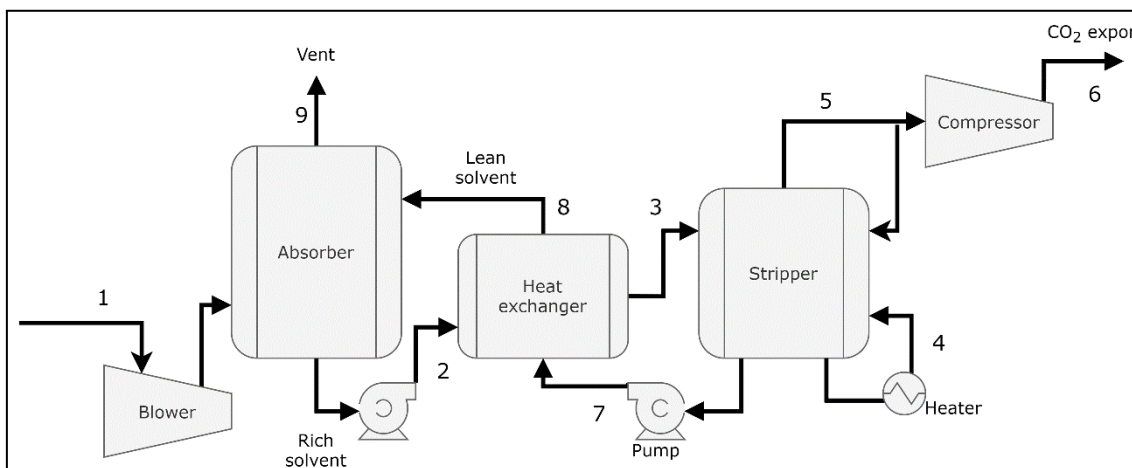 Vent
9
CO2 expor
6
5
Compressor
Lean
solvent
8
3
1
Absorber
Heat
exchanger
Stripper
4
2
7
Blower
Heater
Rich
solvent
Pump